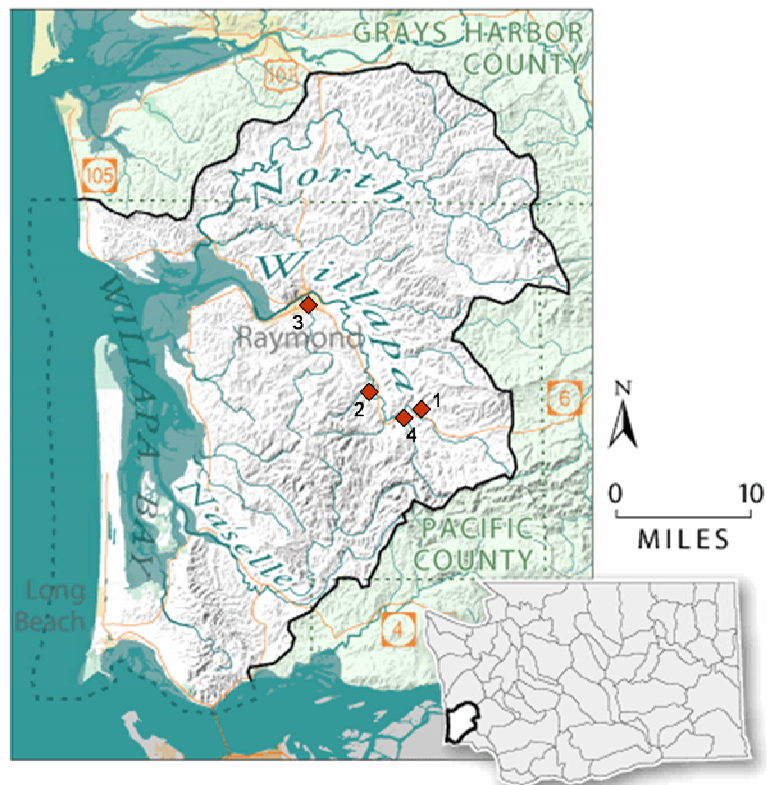 GRAYS HARBOR
COUNTY
101
105
North
Willapa
3
Raymond
WILLAPA BAY
2
1
4
6
N
0 10
MILES
Naselle
PACIFIC
COUNTY
Long
Beach
4